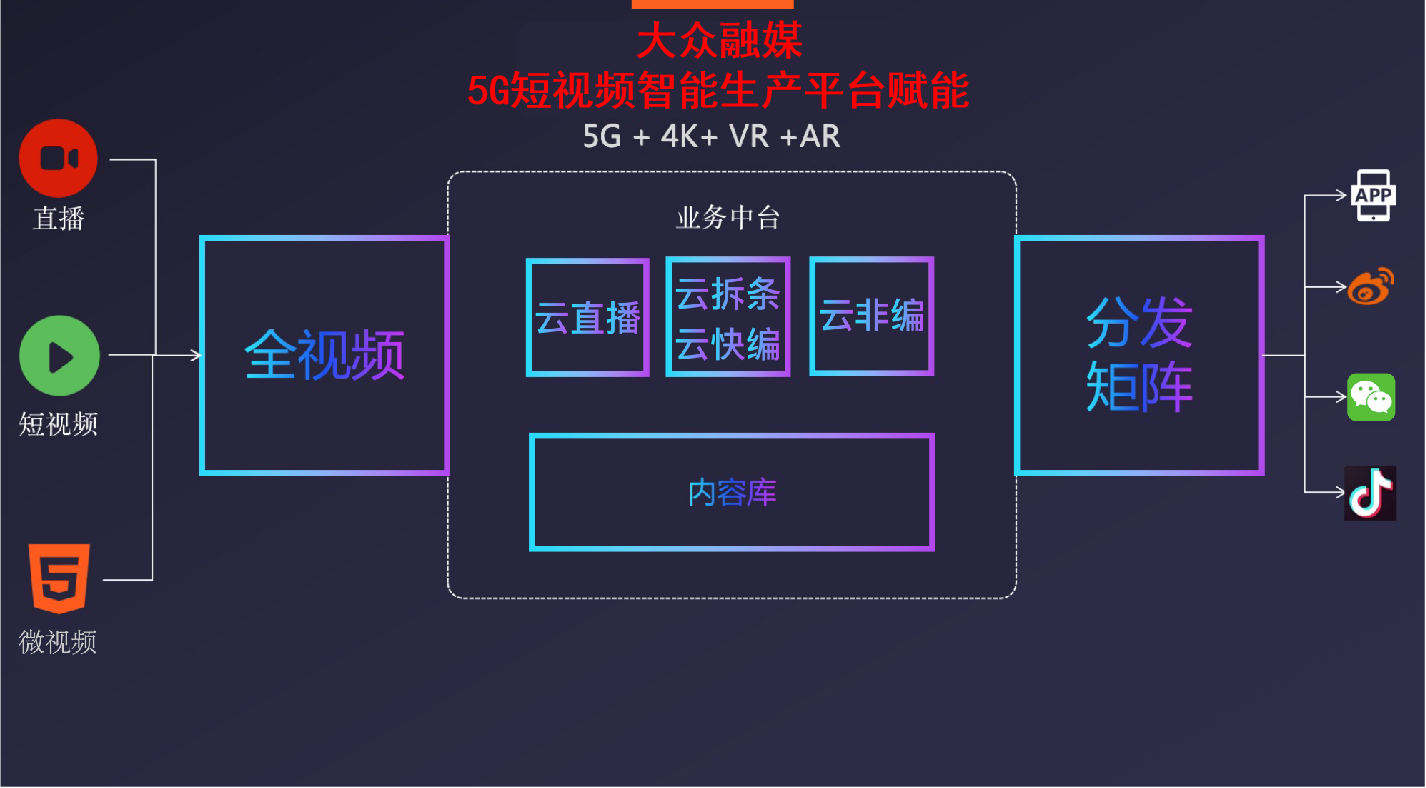 大众融媒
5G短视频智能生产平台赋能
5G + 4K+ VR +AR
直播
短视频
微视频
全视频
业务中台
云直播
云拆条
云快编
云非编
内容库
分发
矩阵
APP